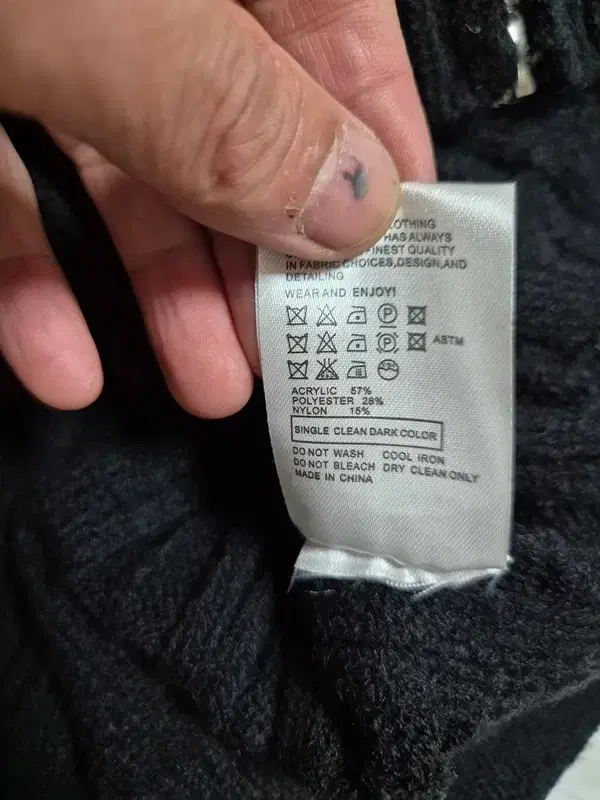 LOTHING
HAS ALWAYS
FINEST QUALITY
IN FABRIC CHOICES,DESIGN,AND
DETAILING
WEAR AND ENJOY!
P
P ASTM
ACRYLIC 57%
POLYESTER 28%
NYLON 15%
SINGLE CLEAN DARK COLOR
DO NOT WASH COOL IRON
DO NOT BLEACH DRY CLEAN ONLY
MADE IN CHINA